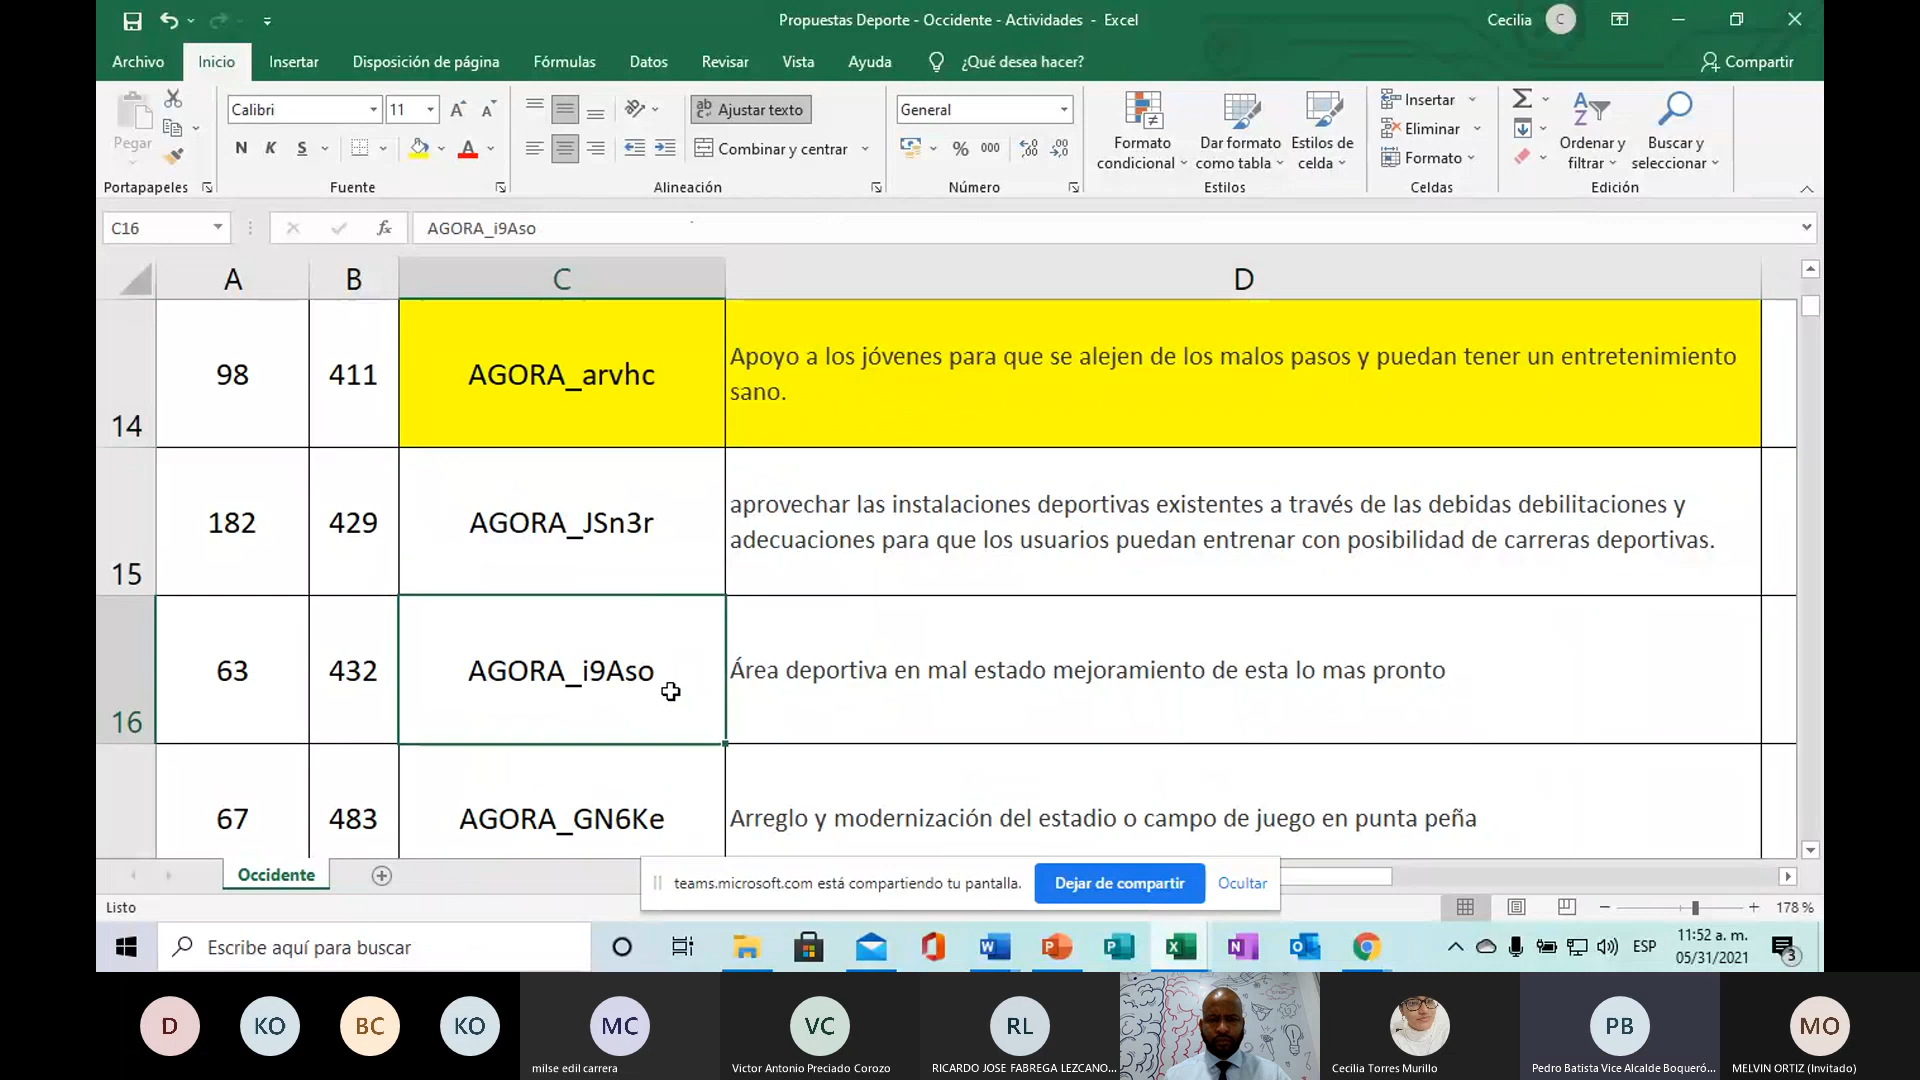 Propuestas Deporte - Occidente - Actividades - Excel
Cecilia
C
Archivo
Inicio
Insertar
Disposición de página
Fórmulas
Datos
Revisar
Vista
Ayuda
¿Qué desea hacer?
Compartir
Pegar
Portapapeles
Calibri
11
N K S
Fuente
Ajustar texto
Combinar y centrar
Alineación
General
% 000
Número
Formato condicional
Dar formato como tabla
Estilos de celda
Estilos
Insertar
Eliminar
Formato
Celdas
Ordenar y filtrar
Buscar y seleccionar
Edición
C16
fx
AGORA_i9Aso
A B C D
14 98 411 AGORA_arvhc Apoyo a los jóvenes para que se alejen de los malos pasos y puedan tener un entretenimiento
sano.
15 182 429 AGORA_JSn3r aprovechar las instalaciones deportivas existentes a través de las debidas debilitaciones y
adecuaciones para que los usuarios puedan entrenar con posibilidad de carreras deportivas.
16 63 432 AGORA_i9Aso Área deportiva en mal estado mejoramiento de esta lo mas pronto
67 483 AGORA_GN6Ke Arreglo y modernización del estadio o campo de juego en punta peña
Occidente
teams.microsoft.com está compartiendo tu pantalla.
Dejar de compartir
Ocultar
Listo
178 %
Escribe aquí para buscar
ESP
11:52 a. m.
05/31/2021
3
D
KO
BC
KO
MC
VC
RL
PB
MO
milse edil carrera
Victor Antonio Preciado Corozo
RICARDO JOSE FABREGA LEZCANO...
Cecilia Torres Murillo
Pedro Batista Vice Alcalde Boqueró...
MELVIN ORTIZ (Invitado)